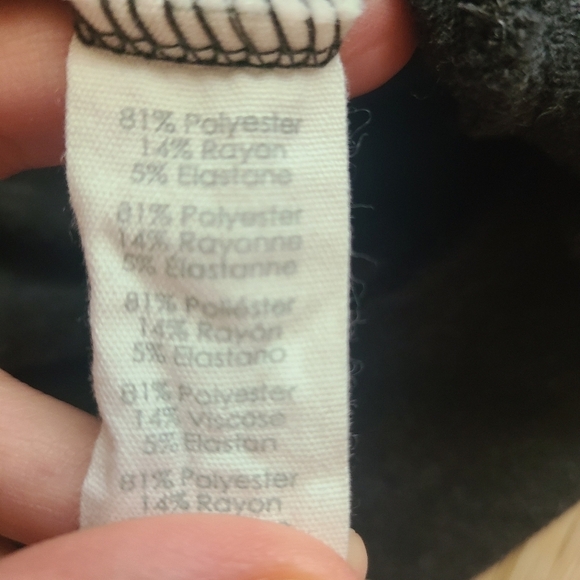 81% Polyester
14% Rayon
5% Elastane
81% Polyester
14% Rayonne
5% Élastanne
81% Poliéster
14% Rayón
5% Elastano
81% Polyester
14% Viscose
5% Elastan
81% Polyester
14% Rayon